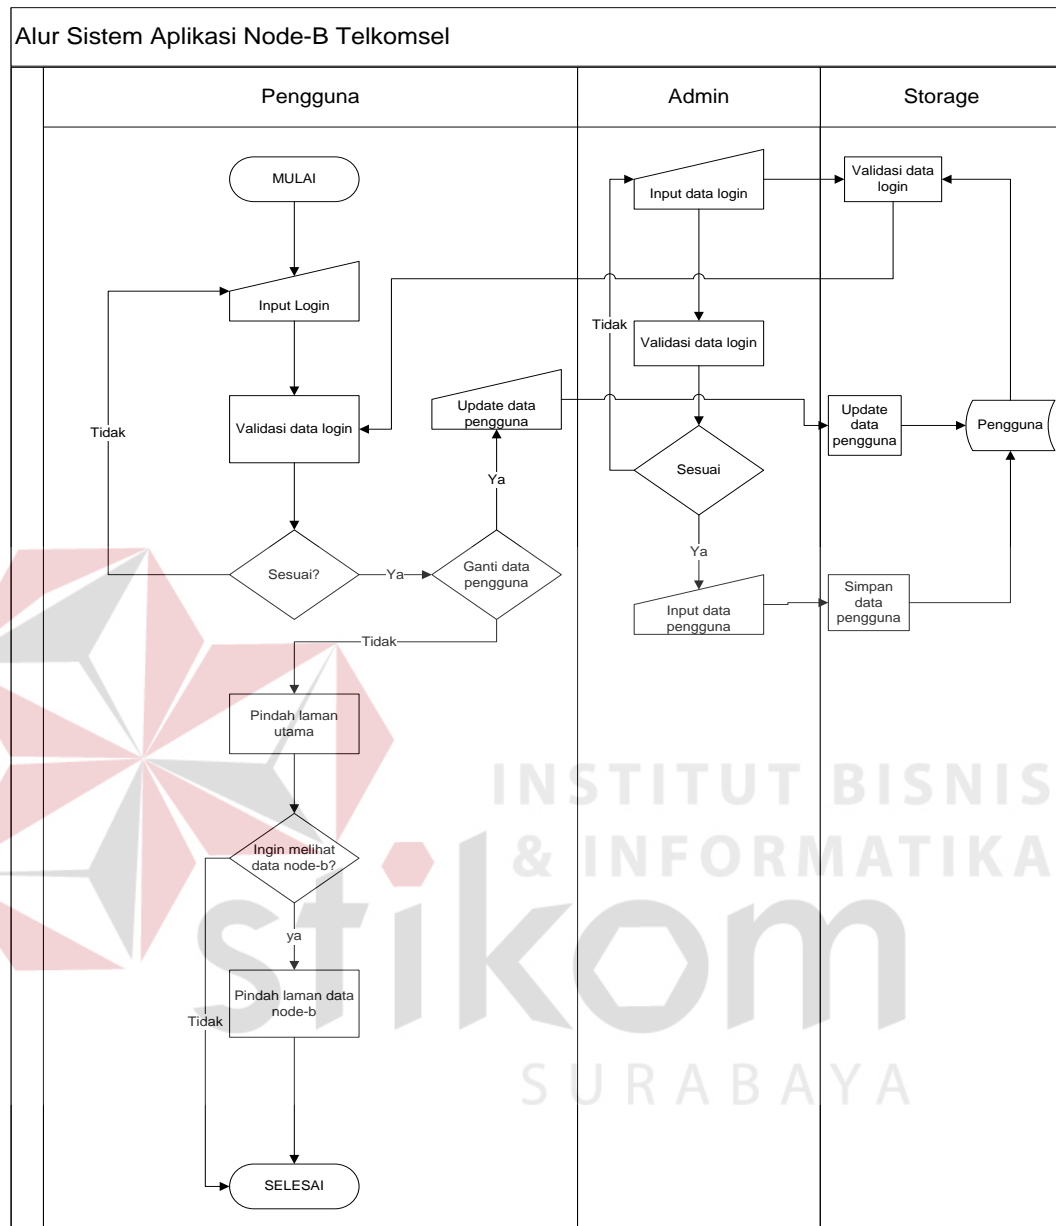 Alur Sistem Aplikasi Node-B Telkomsel
Pengguna
Admin
Storage
MULAI
Input Login
Validasi data login
Tidak
Sesuai?
Ya
Ganti data
pengguna
Ya
Update data
pengguna
Tidak
Pindah laman
utama
Ingin melihat
data node-b?
ya
Pindah laman data
node-b
Tidak
SELESAI
Input data login
Validasi data login
Tidak
Sesuai
Ya
Input data
pengguna
Validasi data
login
Update
data
pengguna
Pengguna
Simpan
data
pengguna
INSTITUT BISNIS
& INFORMATIKA
stikom
SURABAYA